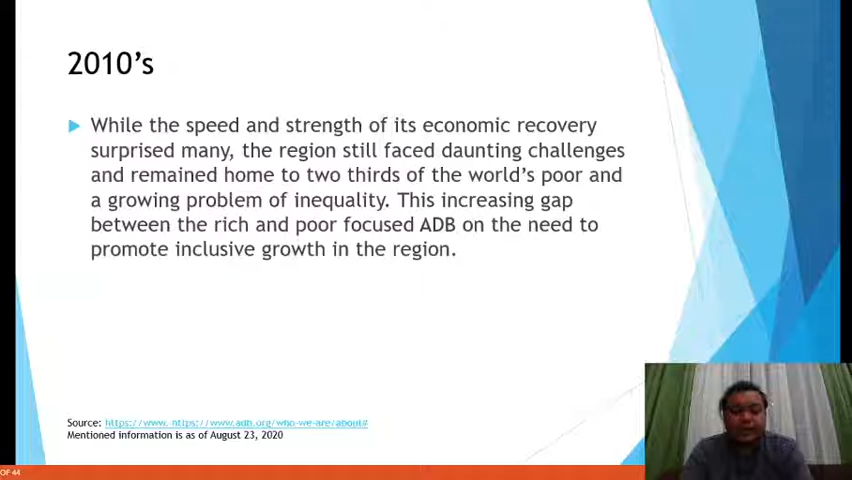 2010’s
While the speed and strength of its economic recovery
surprised many, the region still faced daunting challenges
and remained home to two thirds of the world’s poor and
a growing problem of inequality. This increasing gap
between the rich and poor focused ADB on the need to
promote inclusive growth in the region.
Source: https://www. https://www.adb.org/who-we-are/about#
Mentioned information is as of August 23, 2020
OF 44